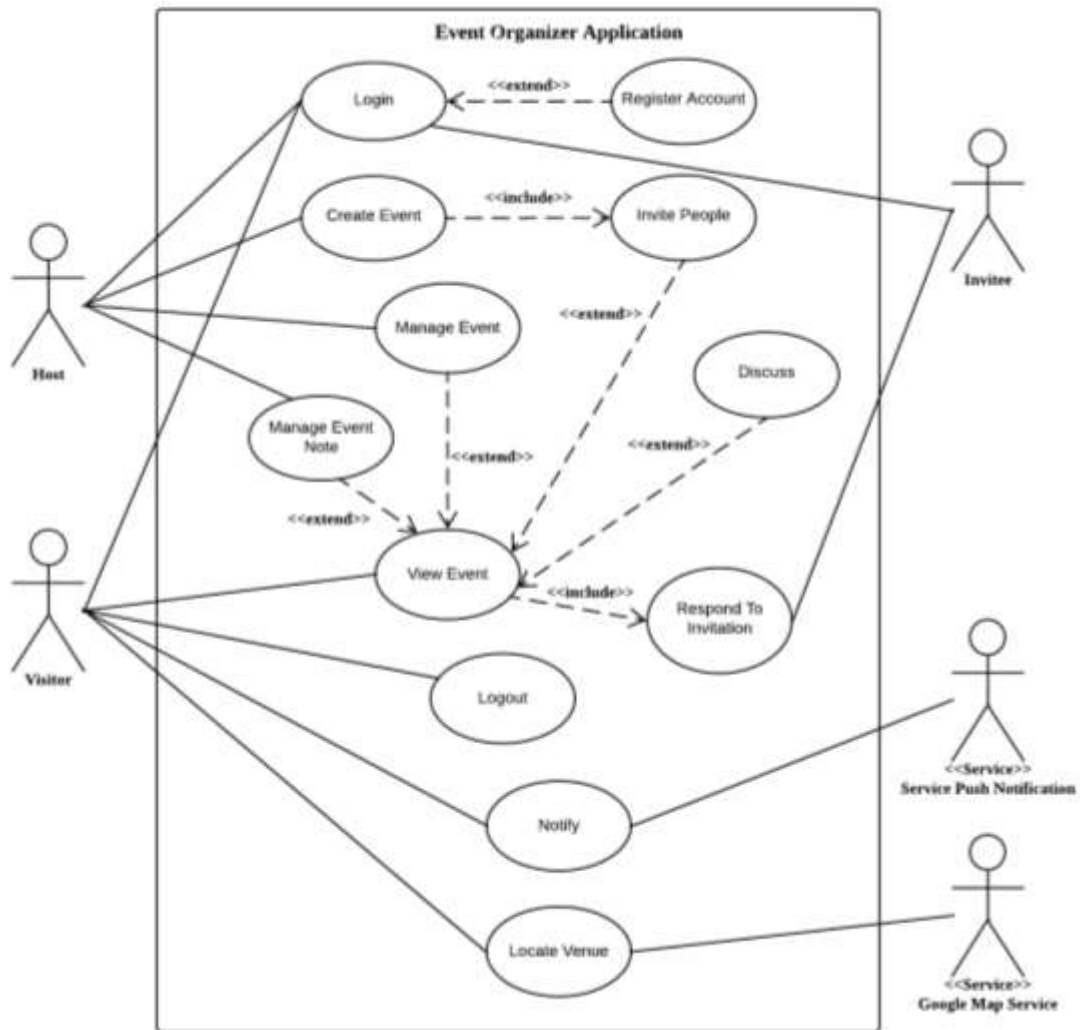 Event Organizer Application
Login
<<extend>>
Register Account
Create Event
<<include>>
Invite People
Host
Invitee
Manage Event
<<extend>>
Discuss
Manage Event
Note
<<extend>>
<<extend>>
<<extend>>
View Event
<<include>>
Respond To
Invitation
Visitor
Logout
<<Service>>
Service Push Notification
Notify
Locate Venue
<<Service>>
Google Map Service